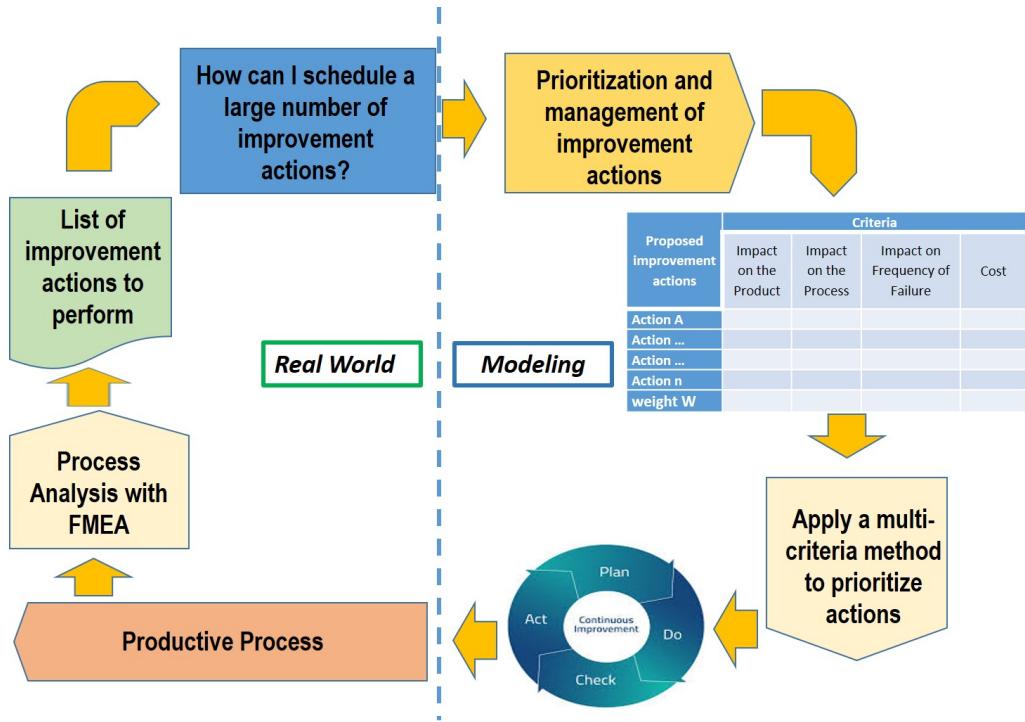 How can I schedule a
large number of
improvement
actions?
Prioritization and
management of
improvement
actions
List of
improvement
actions to
perform
Real World
Modeling
Proposed
improvement
actions
Criteria
Impact
on the
Product
Impact
on the
Process
Impact on
Frequency of
Failure
Cost
Action A
Action ...
Action ...
Action n
weight W
Process
Analysis with
FMEA
Apply a multi-
criteria method
to prioritize
actions
Plan
Do
Check
Act
Continuous
Improvement
Productive Process